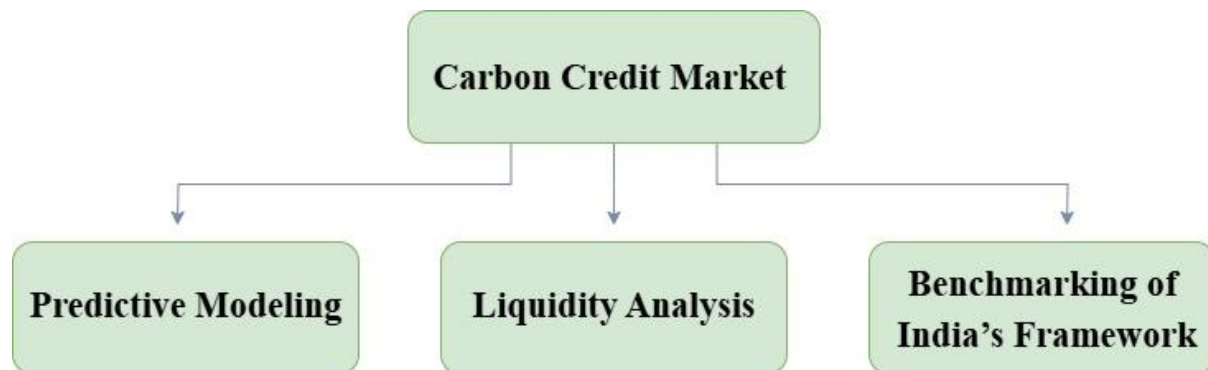 Carbon Credit Market
Predictive Modeling
Liquidity Analysis
Benchmarking of
India’s Framework